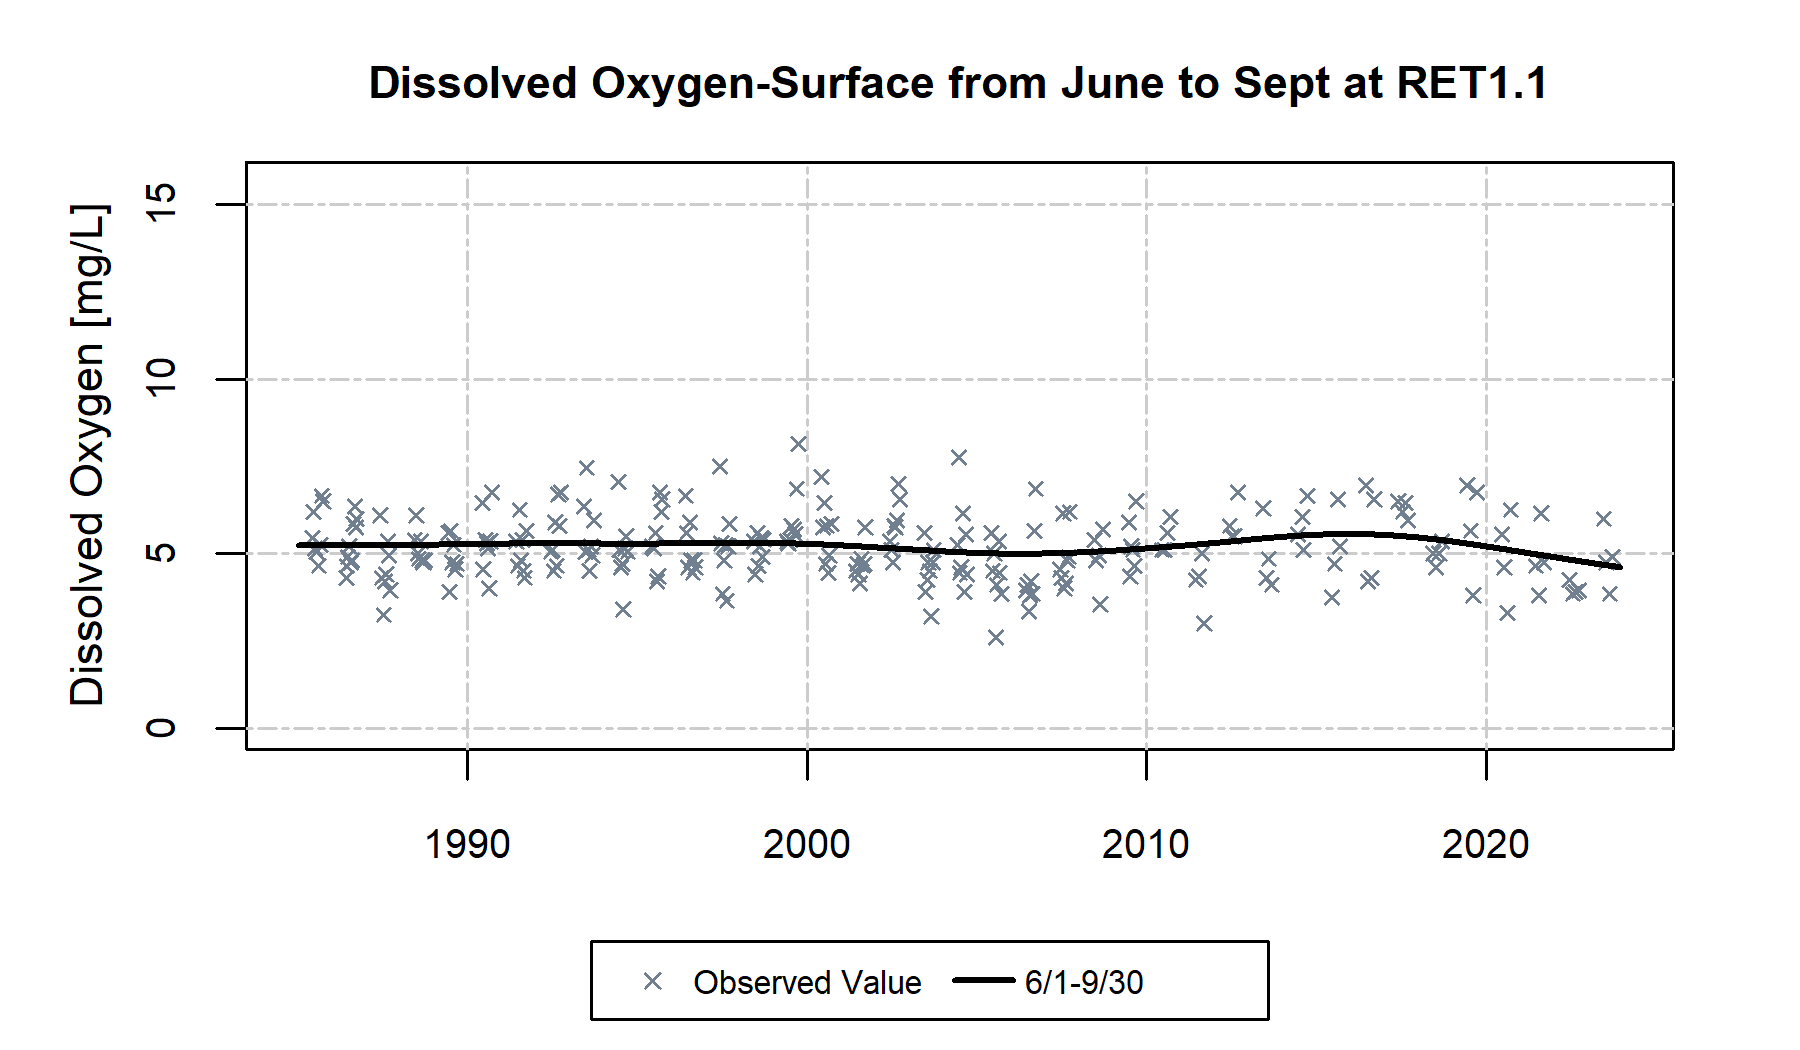 Dissolved Oxygen-Surface from June to Sept at RET1.1
Dissolved Oxygen [mg/L]
15
10
5
0
1990 2000 2010 2020
Observed Value 6/1-9/30